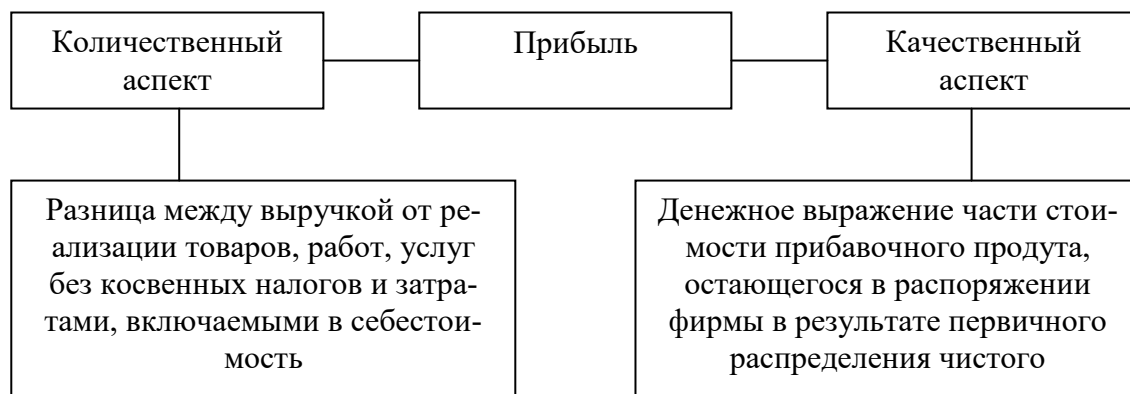 Количественный
аспект
Прибыль
Качественный
аспект
Разница между выручкой от ре-
ализации товаров, работ, услуг
без косвенных налогов и затра-
тами, включаемыми в себестои-
мость
Денежное выражение части стои-
мости прибавочного продута,
остающегося в распоряжении
фирмы в результате первичного
распределения чистого